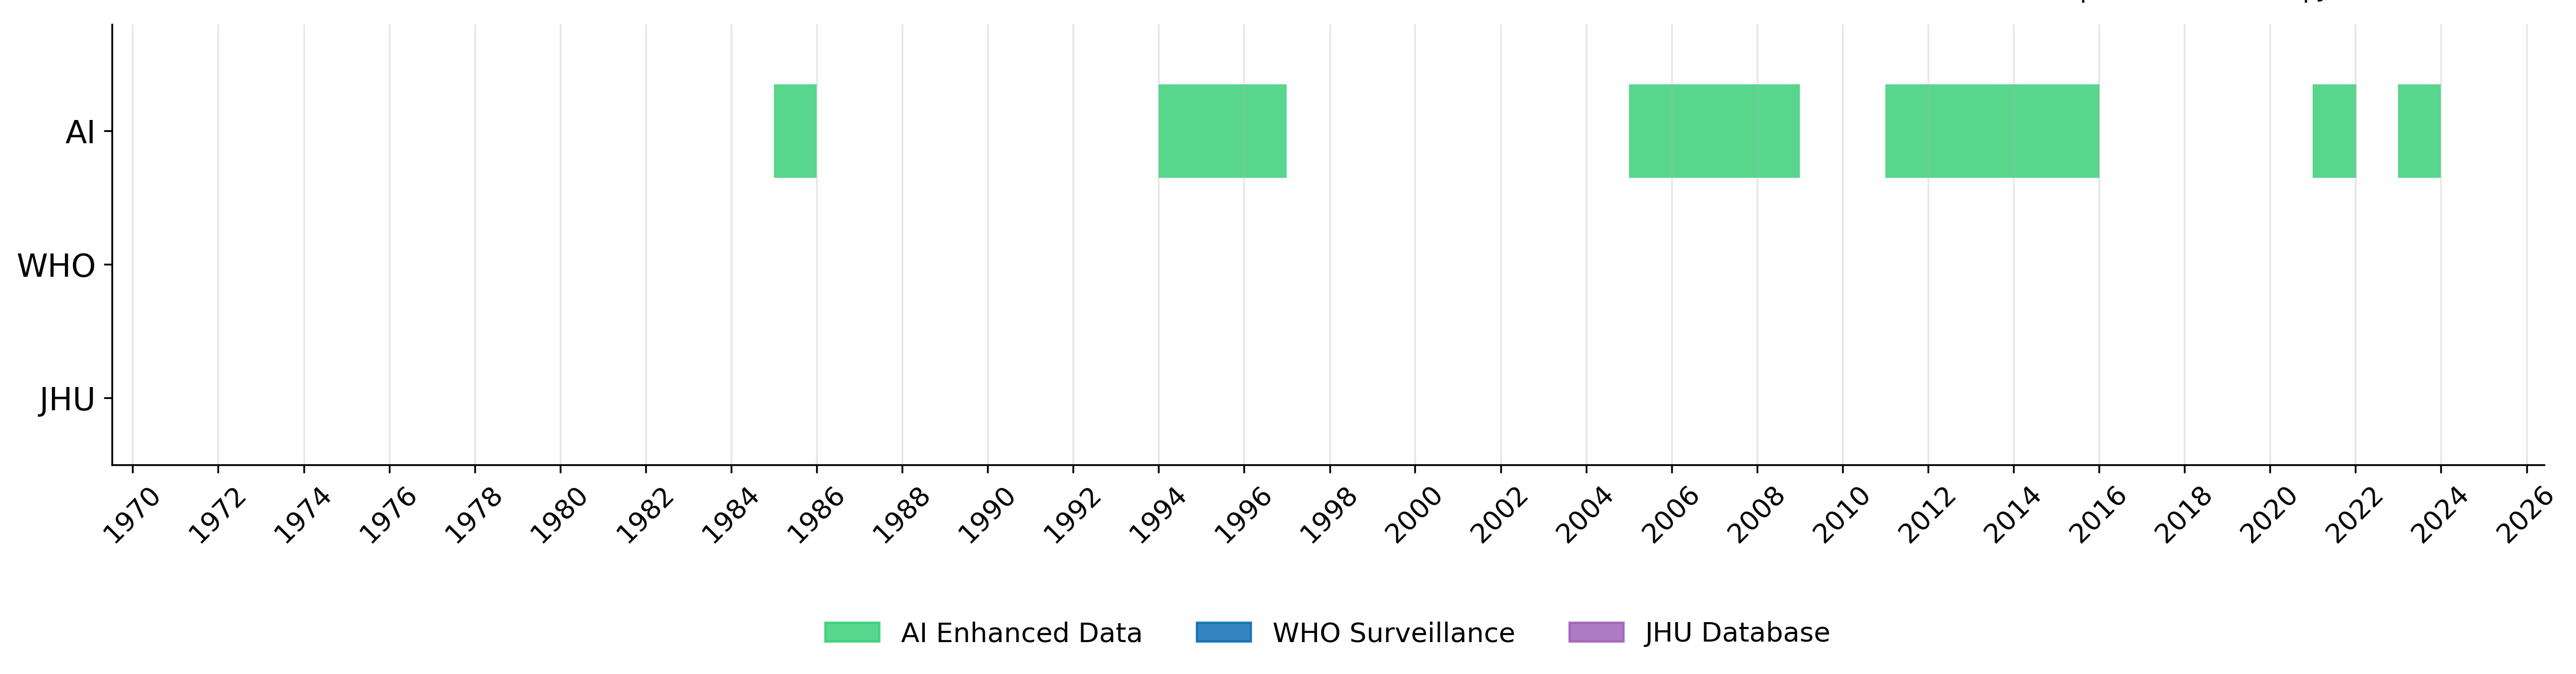 AI
WHO
JHU
1970 1972 1974 1976 1978 1980 1982 1984 1986 1988 1990 1992 1994 1996 1998 2000 2002 2004 2006 2008 2010 2012 2014 2016 2018 2020 2022 2024 2026
AI Enhanced Data WHO Surveillance JHU Database